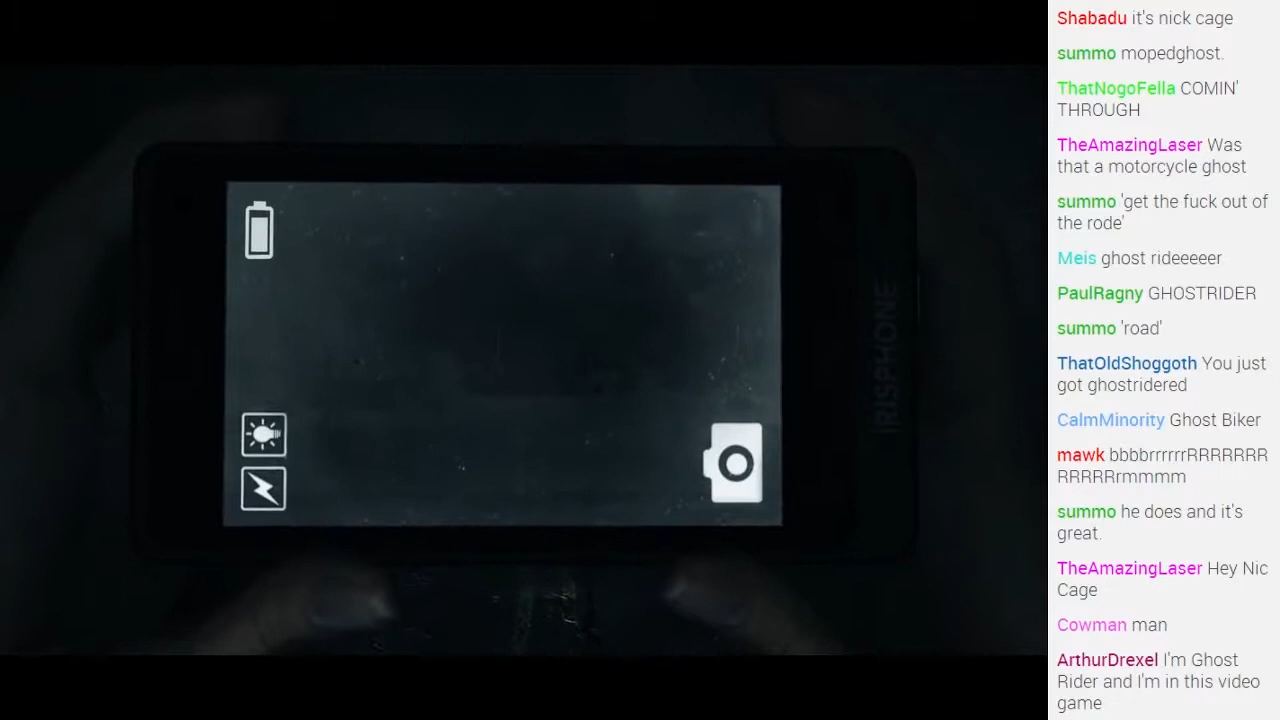 IRISPHONE
Shabadu it's nick cage
summo mopedghost.
ThatNogoFella COMIN'
THROUGH
TheAmazingLaser Was
that a motorcycle ghost
summo 'get the fuck out of
the rode'
Meis ghost rideeeeer
PaulRagny GHOSTRIDER
summo 'road'
ThatOldShoggoth You just
got ghostridered
CalmMinority Ghost Biker
mawk bbbbrrrrrrRRRRRRR
RRRRRrmmmm
summo he does and it's
great.
TheAmazingLaser Hey Nic
Cage
Cowman man
ArthurDrexel I'm Ghost
Rider and I'm in this video
game